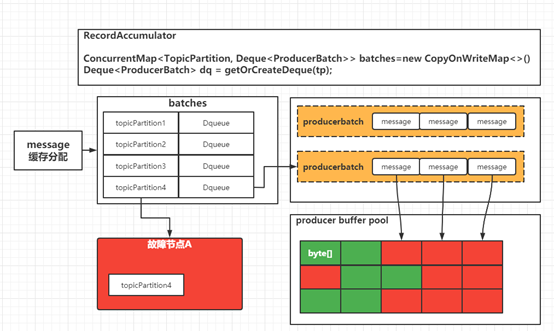 RecordAccumulator
ConcurrentMap<TopicPartition, Deque<ProducerBatch>> batches=new CopyOnWriteMap<>()
Deque<ProducerBatch> dq = getOrCreateDeque(tp);
batches
topicPartition1 Dqueue
topicPartition2 Dqueue
topicPartition3 Dqueue
topicPartition4 Dqueue
message
缓存分配
producerbatch message message message
producerbatch message message message
故障节点A
topicPartition4
producer buffer pool
byte[]